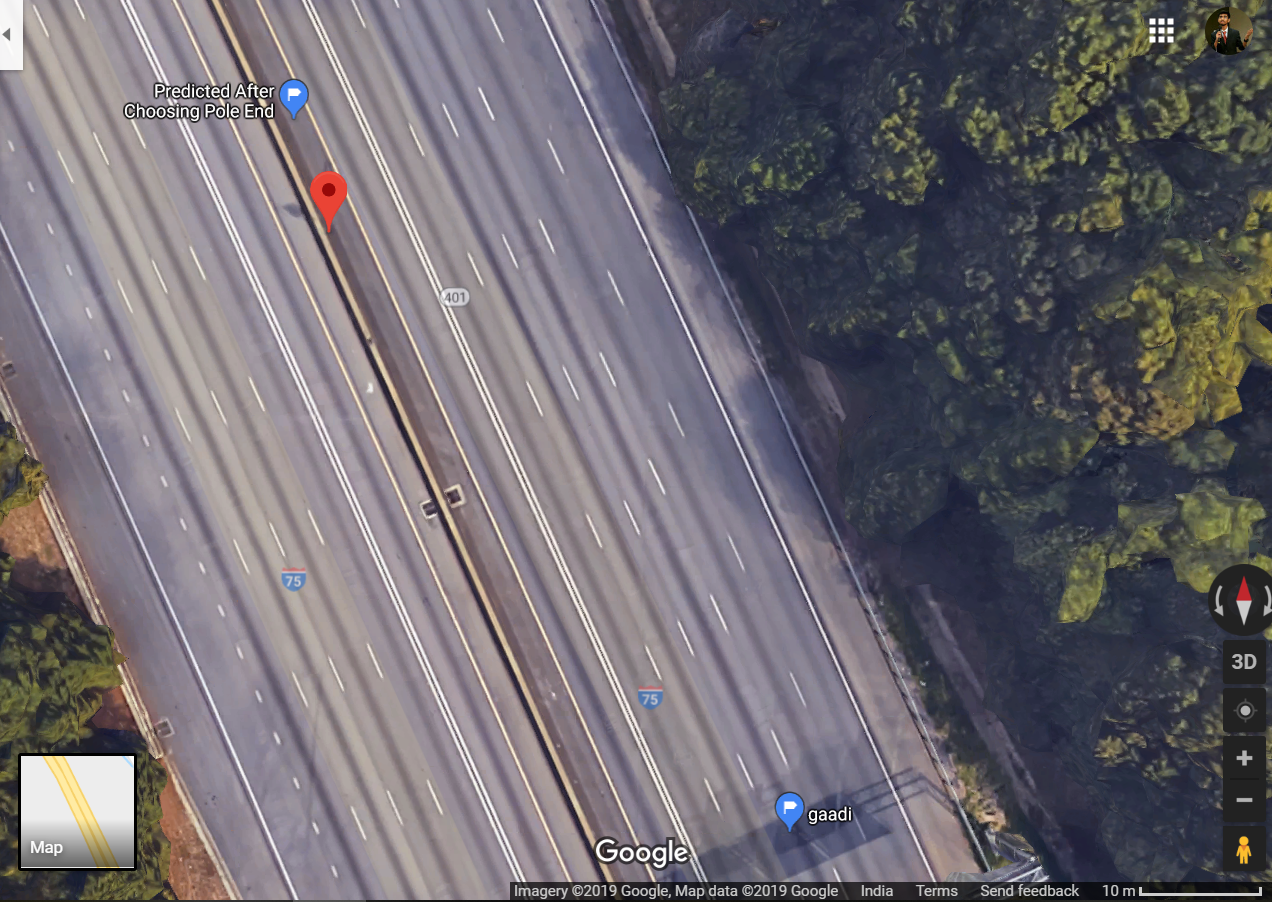 Predicted After
Choosing Pole End
401
75
75
3D
gaadi
Map
Google
Imagery ©2019 Google, Map data ©2019 Google India Terms Send feedback 10 m